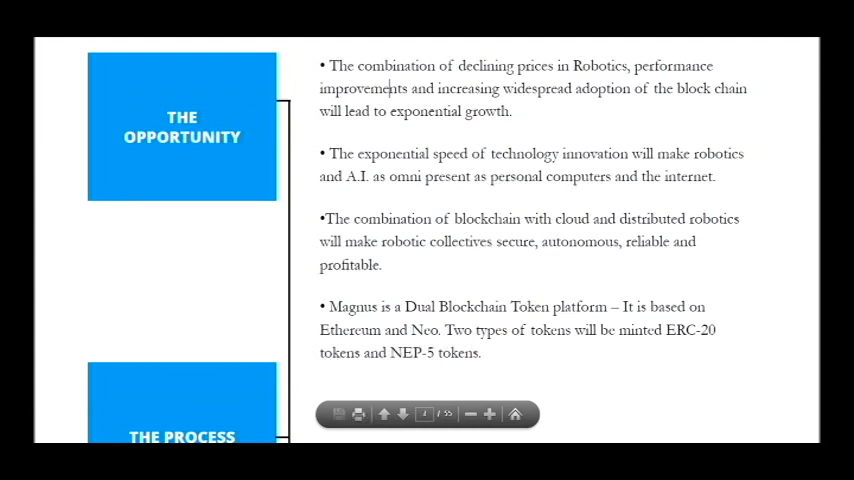 THE
OPPORTUNITY
• The combination of declining prices in Robotics, performance
improvements and increasing widespread adoption of the block chain
will lead to exponential growth.
• The exponential speed of technology innovation will make robotics
and A.I. as omni present as personal computers and the internet.
•The combination of blockchain with cloud and distributed robotics
will make robotic collectives secure, autonomous, reliable and
profitable.
• Magnus is a Dual Blockchain Token platform – It is based on
Ethereum and Neo. Two types of tokens will be minted ERC-20
tokens and NEP-5 tokens.
THE PROCESS